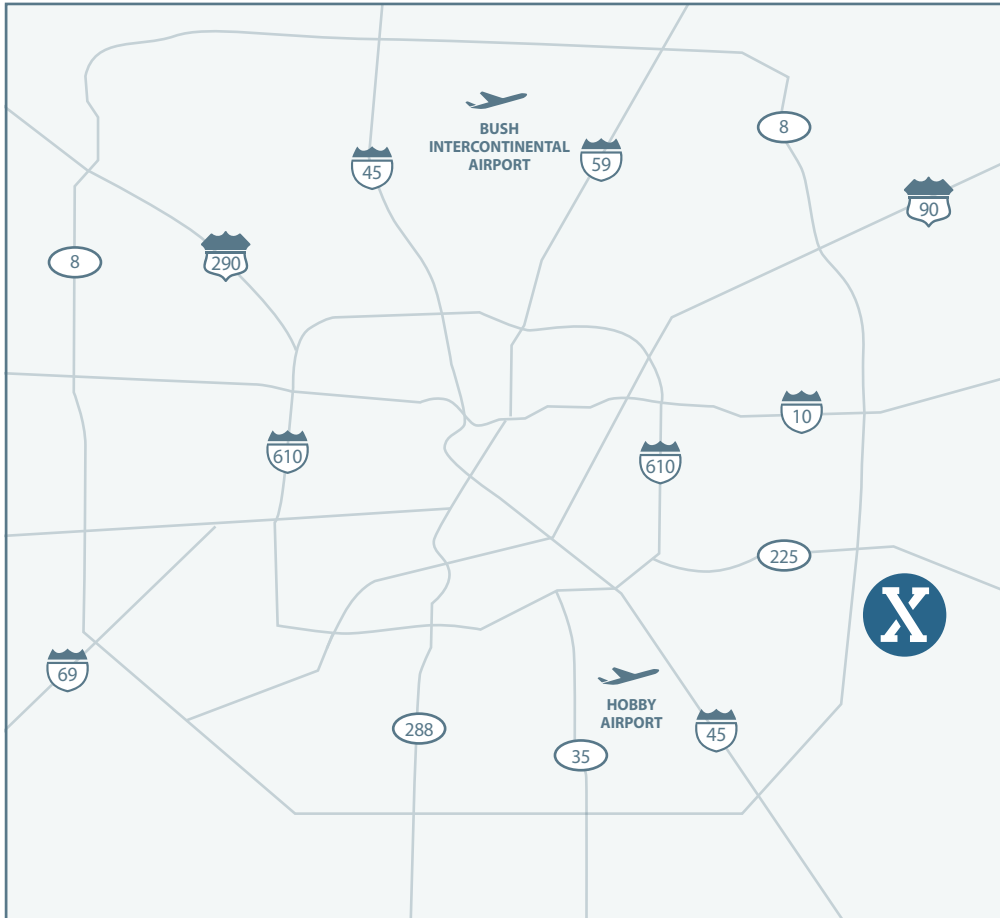 BUSH
INTERCONTINENTAL
AIRPORT
8
45
59
90
8
290
10
610
610
225
X
69
HOBBY
AIRPORT
288
45
35